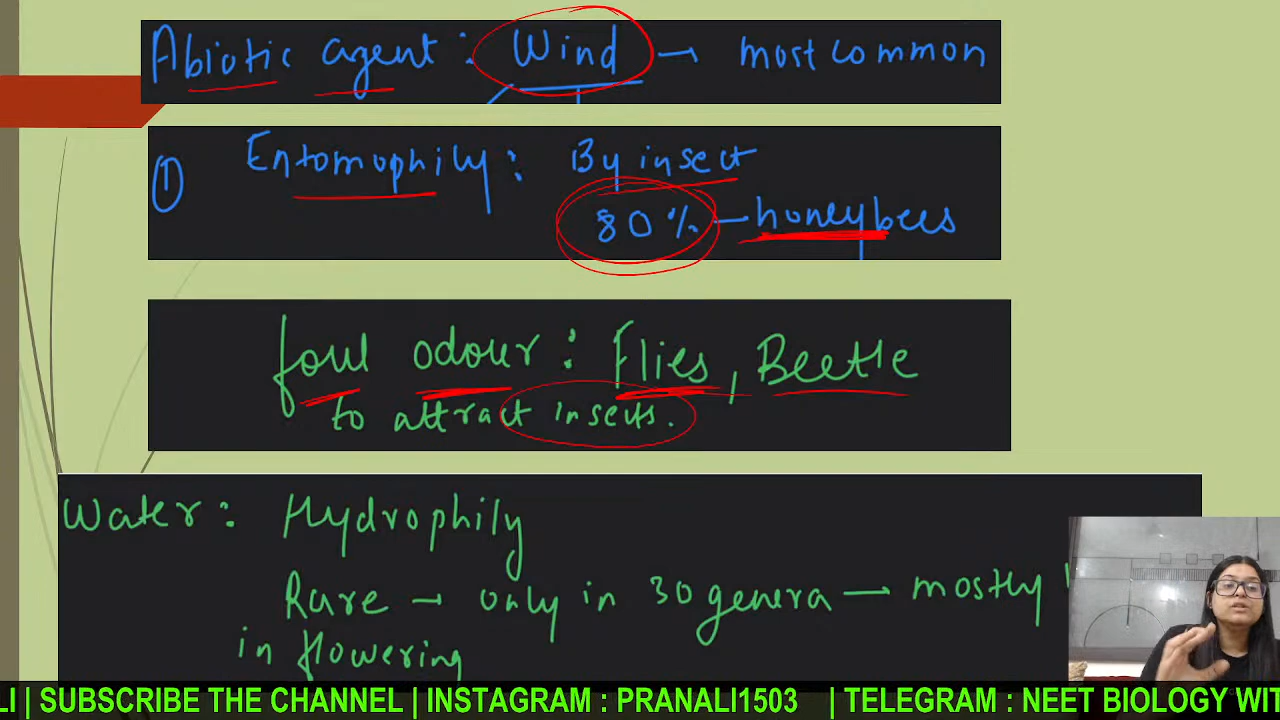 Abiotic agent : Wind → most common
① Entomophily : By insect
80% - honeybees
foul odour : Flies, Beetle
to attract insects.
Water : Hydrophily
Rare → only in 30 genera → mostly
in flowering
LI | SUBSCRIBE THE CHANNEL | INSTAGRAM : PRANALI1503 | TELEGRAM : NEET BIOLOGY WIT